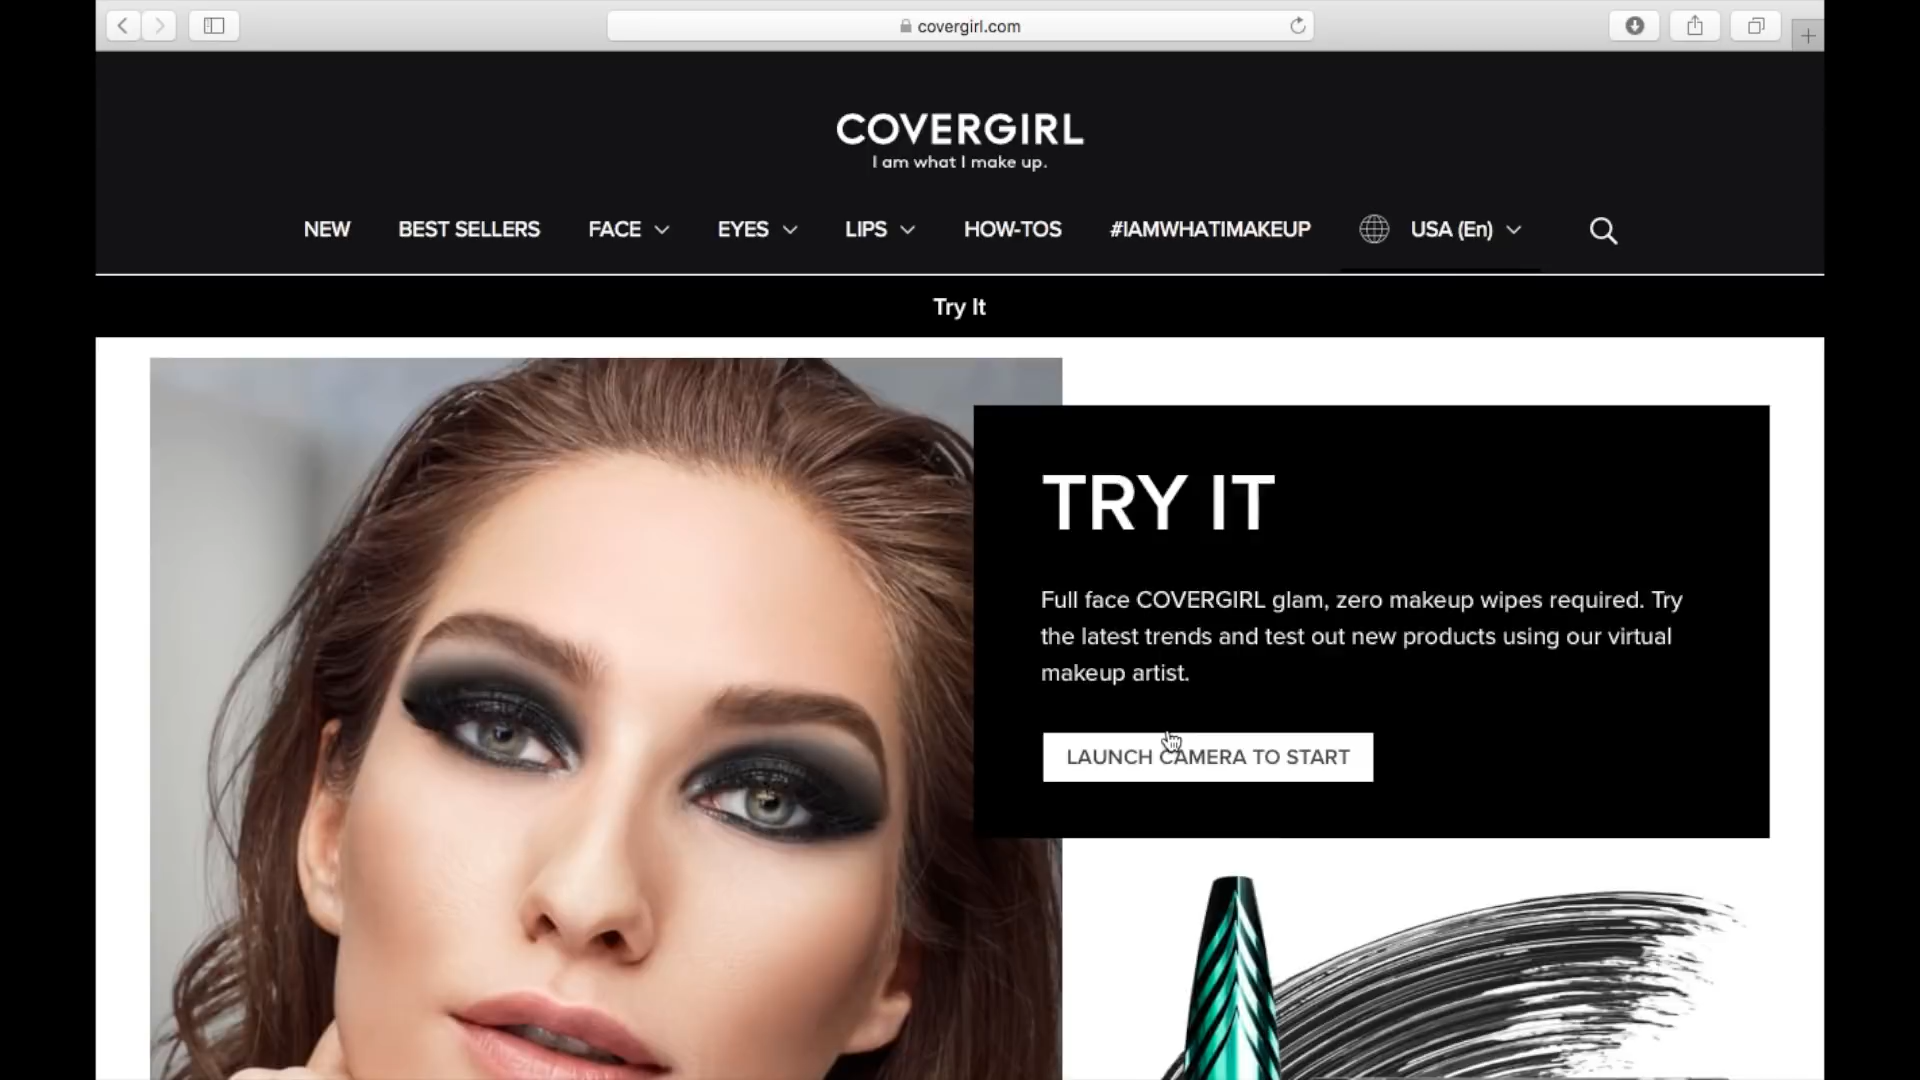 covergirl.com
COVERGIRL
I am what I make up.
NEW BEST SELLERS FACE EYES LIPS HOW-TOS #IAMWHATIMAKEUP USA (En)
Try It
TRY IT
Full face COVERGIRL glam, zero makeup wipes required. Try
the latest trends and test out new products using our virtual
makeup artist.
LAUNCH CAMERA TO START